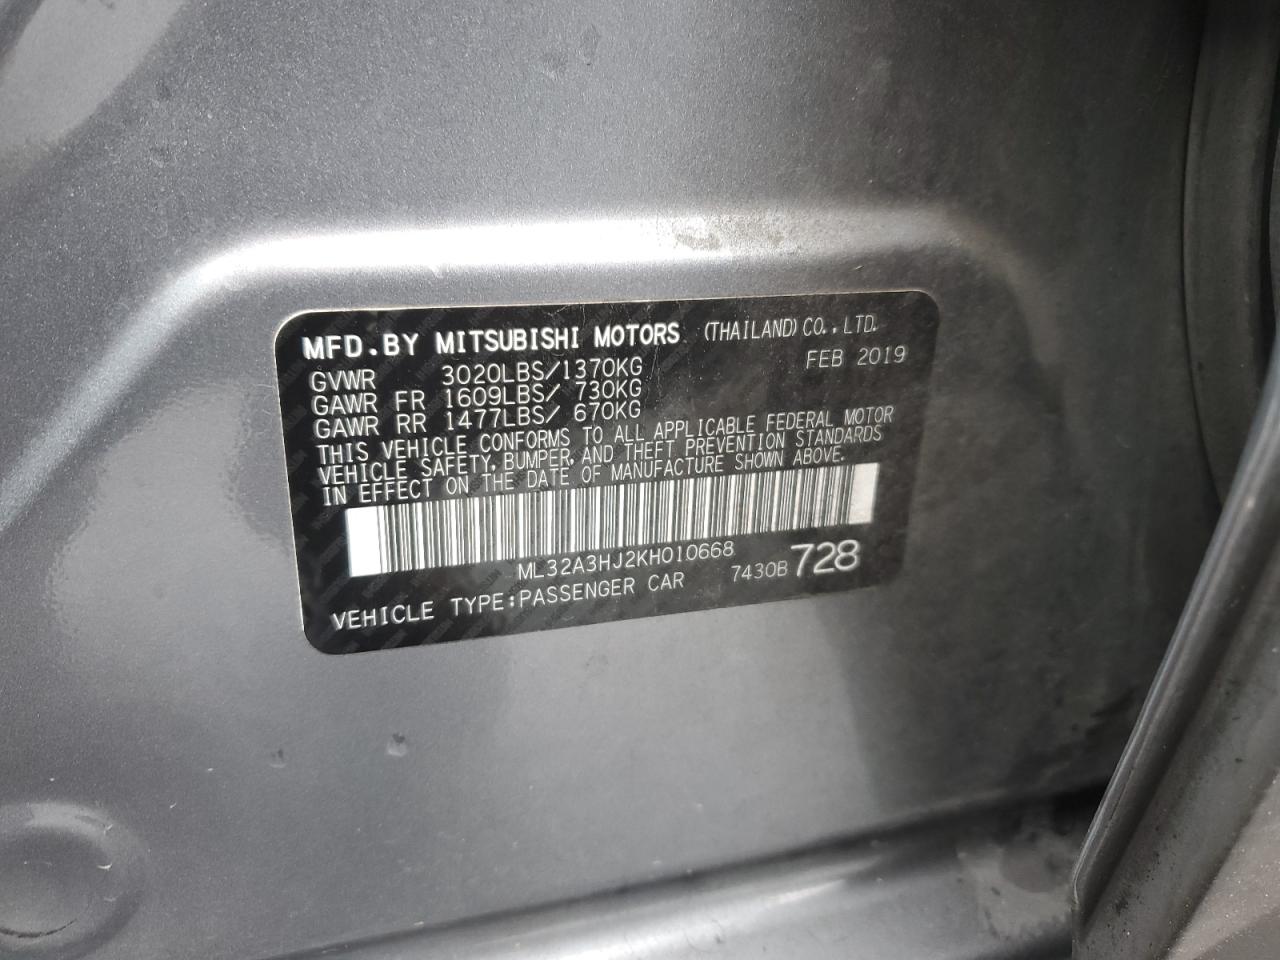 MFD.BY MITSUBISHI MOTORS (THAILAND) CO.,LTD.
FEB 2019
GVWR 3020LBS/1370KG
GAWR FR 1609LBS/ 730KG
GAWR RR 1477LBS/ 670KG
THIS VEHICLE CONFORMS TO ALL APPLICABLE FEDERAL MOTOR
VEHICLE SAFETY, BUMPER, AND THEFT PREVENTION STANDARDS
IN EFFECT ON THE DATE OF MANUFACTURE SHOWN ABOVE.
ML32A3HJ2KH010668
VEHICLE TYPE:PASSENGER CAR 7430B 728